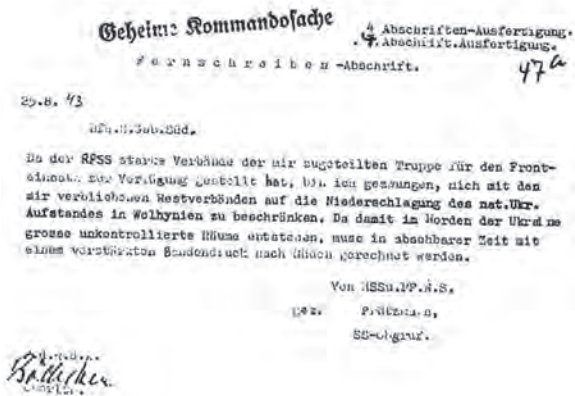 Geheime Kommandosache
4 Abschriften-Ausfertigung.
4. Abschrift.Ausfertigung.
Fernschreiben-Abschrift.
47a
25.8. 43
Da der RFSS starke Verbände der mir zugeteilten Truppe für den Front-
einsatz zur Verfügung gestellt hat, bin ich gezwungen, mich mit den
mir verbliebenen Restverbänden auf die Niederschlagung des nat.Ukr.
Aufstandes in Wolhynien zu beschränken. Da damit im Norden der Ukraine
grosse unkontrollierte Räume entstehen, muss in absehbarer Zeit mit
einem verstärkten Bandendruck nach Süden gerechnet werden.
Von HSSu.PF.R.S.
gez. Prützmann,
SS-Obgruf.